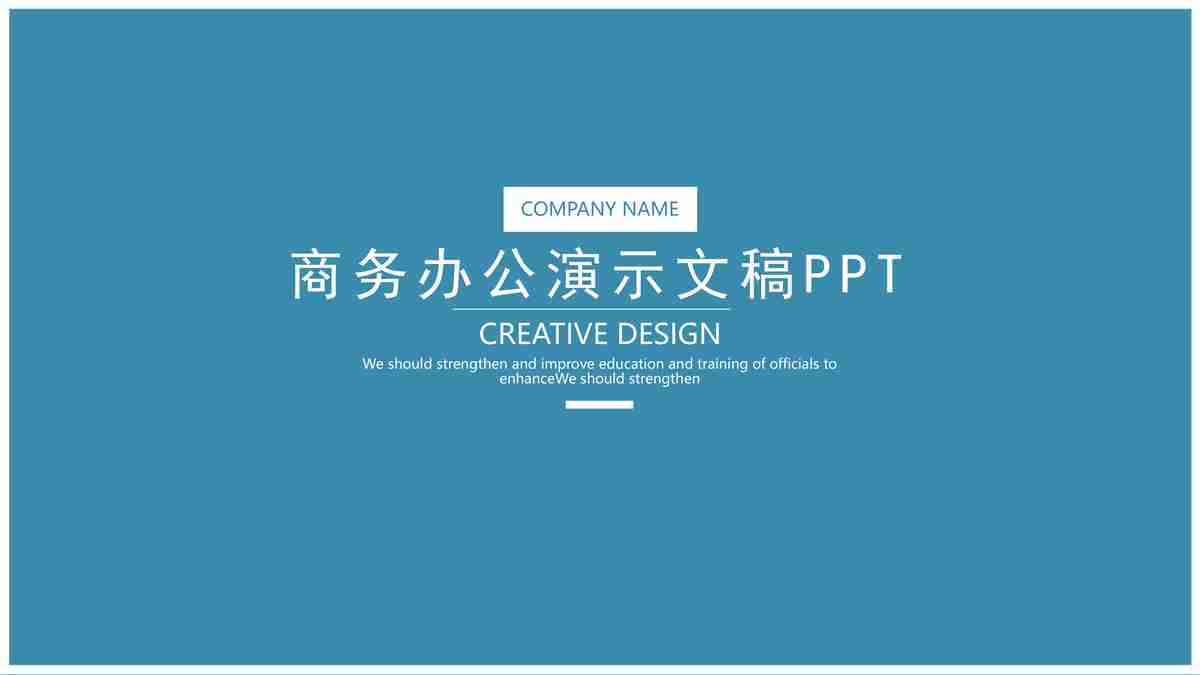 COMPANY NAME
商务办公演示文稿PPT
CREATIVE DESIGN
We should strengthen and improve education and training of officials to
enhanceWe should strengthen